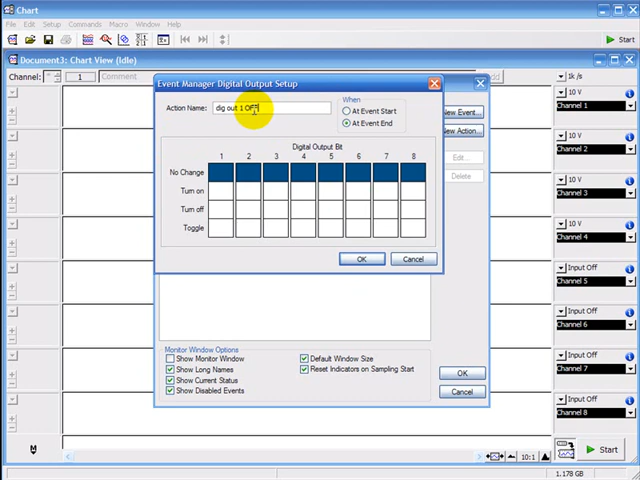 Chart
File Edit Setup Commands Macro Window Help
Start
Document3: Chart View (Idle)
Channel: 1 Comment
1k /s
10 V
Channel 1
10 V
Channel 2
10 V
Channel 3
10 V
Channel 4
Input Off
Channel 5
Input Off
Channel 6
Input Off
Channel 7
Input Off
Channel 8
Event Manager Digital Output Setup
Action Name: dig out 1 OFF
When
At Event Start
At Event End
Digital Output Bit
1 2 3 4 5 6 7 8
No Change
Turn on
Turn off
Toggle
OK Cancel
New Event...
New Action...
Edit...
Delete
Monitor Window Options
Show Monitor Window
Show Long Names
Show Current Status
Show Disabled Events
Default Window Size
Reset Indicators on Sampling Start
OK
Cancel
M
10:1
Start
1.178 GB